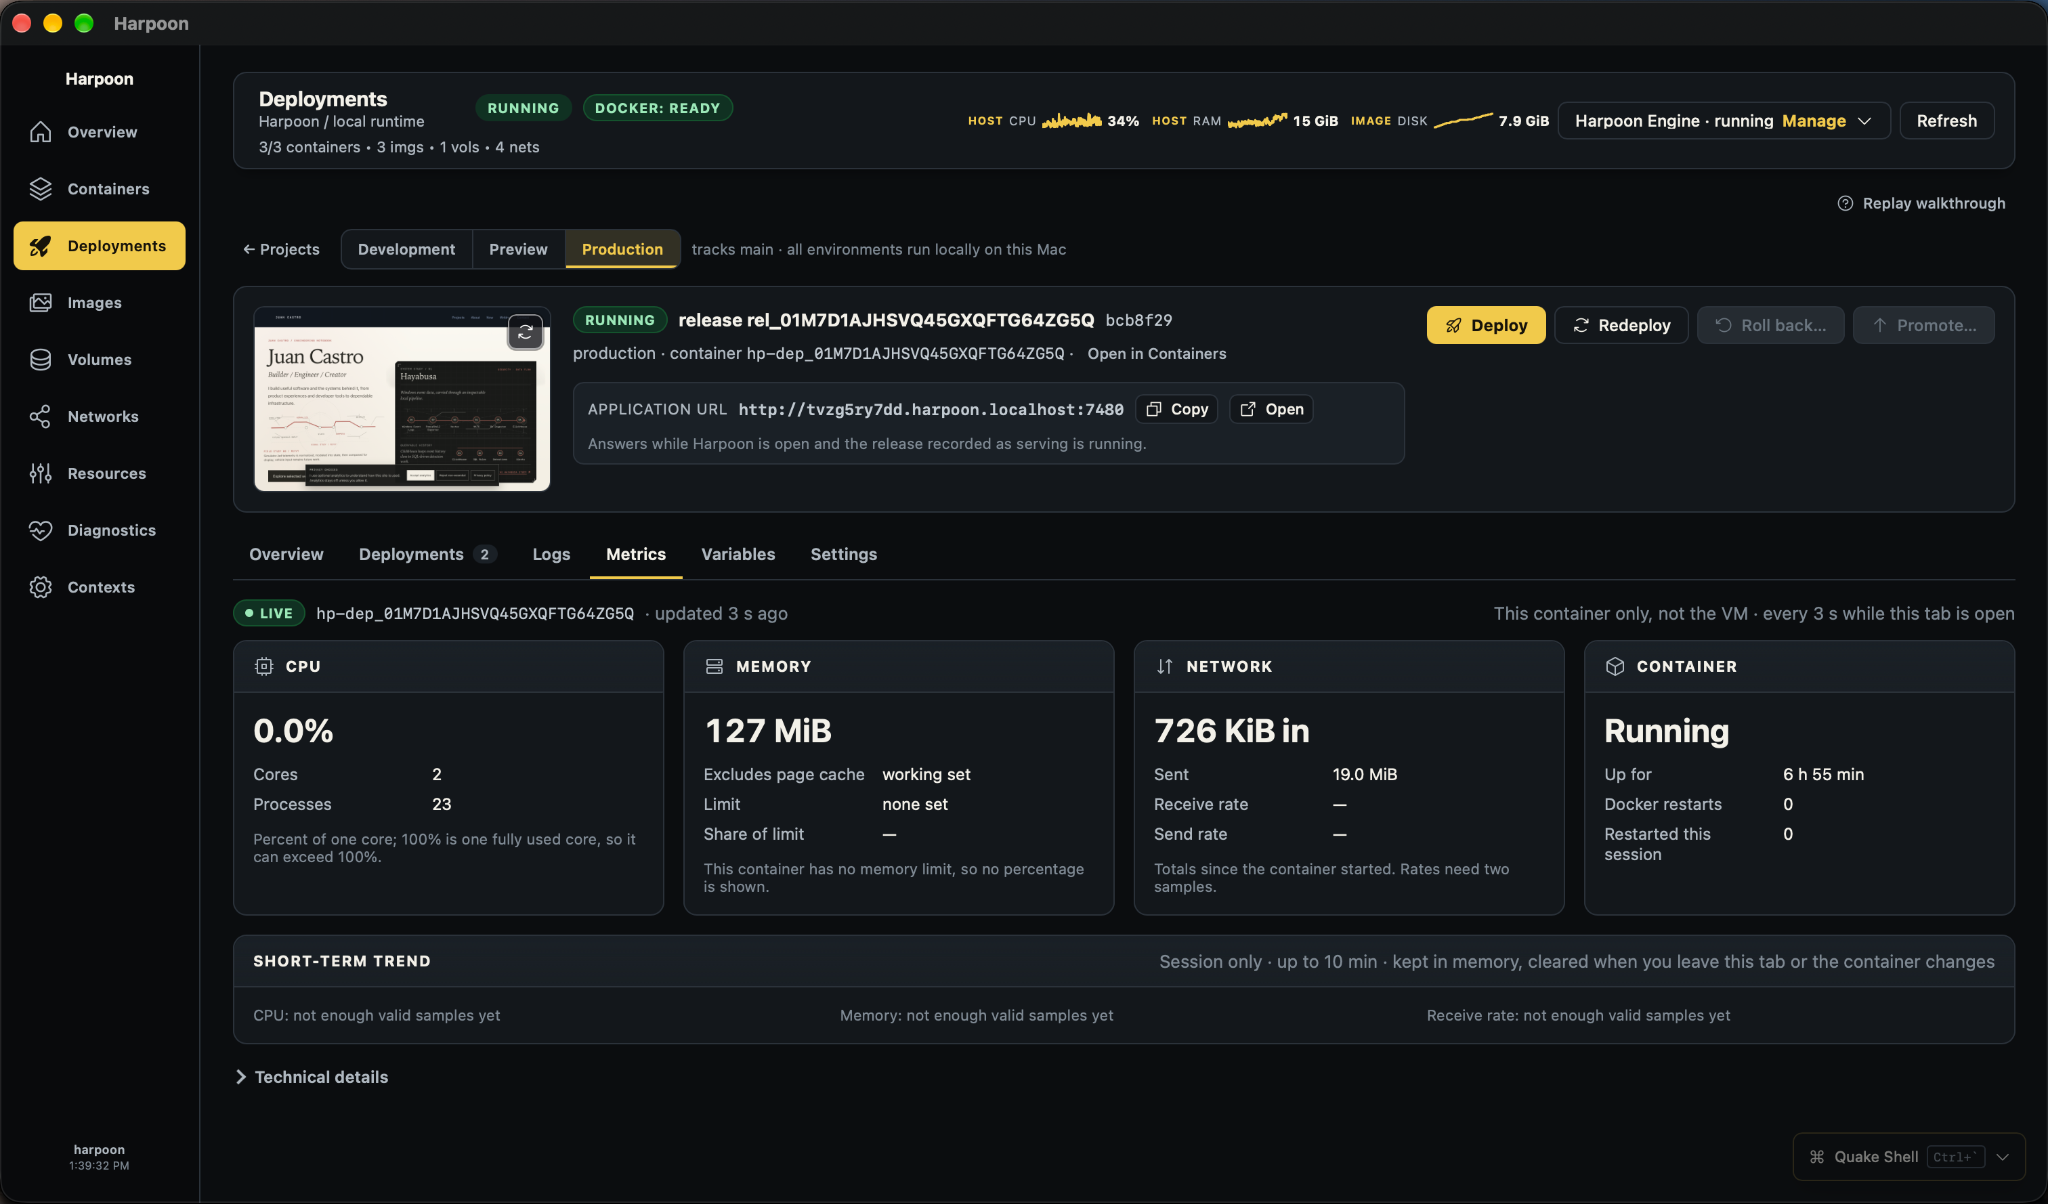 Harpoon
Harpoon
Overview
Containers
Deployments
Images
Volumes
Networks
Resources
Diagnostics
Contexts
harpoon
1:39:32 PM
Deployments
RUNNING
DOCKER: READY
Harpoon / local runtime
3/3 containers • 3 imgs • 1 vols • 4 nets
HOST CPU 34% HOST RAM 15 GiB IMAGE DISK 7.9 GiB
Harpoon Engine · running Manage
Refresh
Replay walkthrough
← Projects
Development
Preview
Production
tracks main · all environments run locally on this Mac
Juan Castro
Builder / Engineer / Creator
Hayabusa
RUNNING release rel_01M7D1AJHSVQ45GXQFTG64ZG5Q bcb8f29
production · container hp-dep_01M7D1AJHSVQ45GXQFTG64ZG5Q · Open in Containers
Deploy
Redeploy
Roll back...
Promote...
APPLICATION URL http://tvzg5ry7dd.harpoon.localhost:7480 Copy Open
Answers while Harpoon is open and the release recorded as serving is running.
Overview
Deployments 2
Logs
Metrics
Variables
Settings
LIVE hp-dep_01M7D1AJHSVQ45GXQFTG64ZG5Q · updated 3 s ago
This container only, not the VM · every 3 s while this tab is open
CPU
0.0%
Cores 2
Processes 23
Percent of one core; 100% is one fully used core, so it
can exceed 100%.
MEMORY
127 MiB
Excludes page cache working set
Limit none set
Share of limit —
This container has no memory limit, so no percentage
is shown.
NETWORK
726 KiB in
Sent 19.0 MiB
Receive rate —
Send rate —
Totals since the container started. Rates need two
samples.
CONTAINER
Running
Up for 6 h 55 min
Docker restarts 0
Restarted this 0
session
SHORT-TERM TREND
Session only · up to 10 min · kept in memory, cleared when you leave this tab or the container changes
CPU: not enough valid samples yet
Memory: not enough valid samples yet
Receive rate: not enough valid samples yet
Technical details
⌘ Quake Shell Ctrl+`